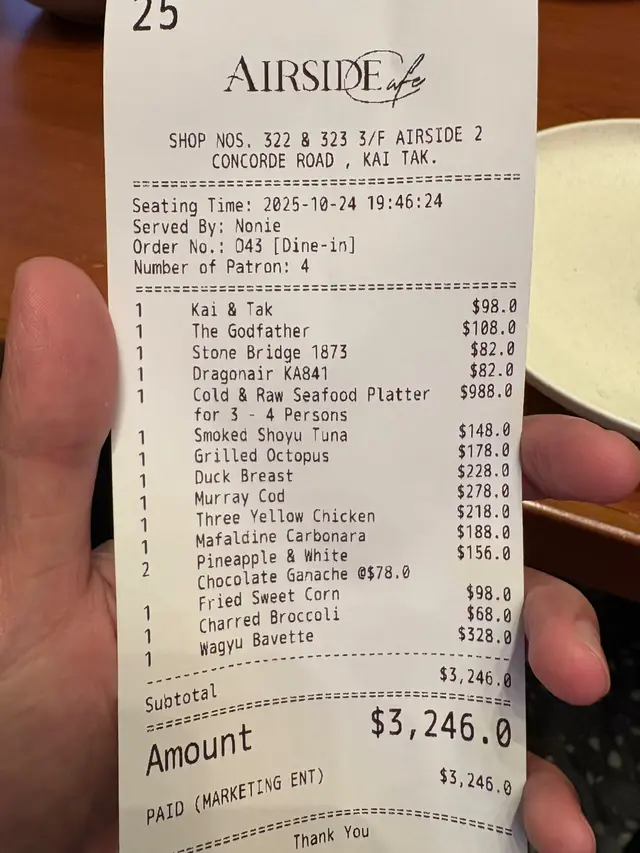 25
AIRSIDE Cafe
SHOP NOS. 322 & 323 3/F AIRSIDE 2
CONCORDE ROAD , KAI TAK.
Seating Time: 2025-10-24 19:46:24
Served By: Nonie
Order No.: 043 [Dine-in]
Number of Patron: 4
1 Kai & Tak $98.0
1 The Godfather $108.0
1 Stone Bridge 1873 $82.0
1 Dragonair KA841 $82.0
1 Cold & Raw Seafood Platter $988.0
for 3 - 4 Persons
1 Smoked Shoyu Tuna $148.0
1 Grilled Octopus $178.0
1 Duck Breast $228.0
1 Murray Cod $278.0
1 Three Yellow Chicken $218.0
1 Mafaldine Carbonara $188.0
2 Pineapple & White $156.0
Chocolate Ganache @$78.0
1 Fried Sweet Corn $98.0
1 Charred Broccoli $68.0
1 Wagyu Bavette $328.0
Subtotal $3,246.0
Amount $3,246.0
PAID (MARKETING ENT) $3,246.0
Thank You